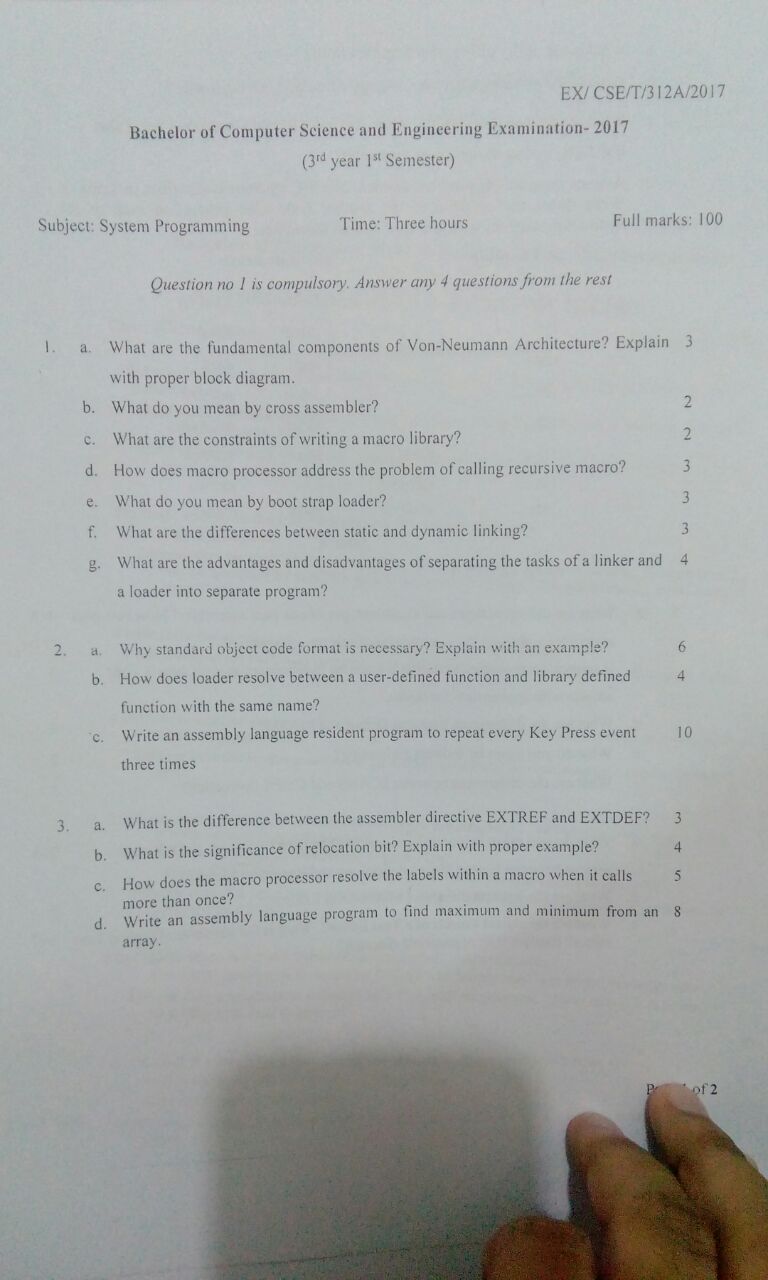 EX/ CSE/T/312A/2017
Bachelor of Computer Science and Engineering Examination- 2017
(3rd year 1st Semester)
Subject: System Programming Time: Three hours Full marks: 100
Question no 1 is compulsory. Answer any 4 questions from the rest
1. a. What are the fundamental components of Von-Neumann Architecture? Explain 3
with proper block diagram.
b. What do you mean by cross assembler? 2
c. What are the constraints of writing a macro library? 2
d. How does macro processor address the problem of calling recursive macro? 3
e. What do you mean by boot strap loader? 3
f. What are the differences between static and dynamic linking? 3
g. What are the advantages and disadvantages of separating the tasks of a linker and 4
a loader into separate program?
2. a. Why standard object code format is necessary? Explain with an example? 6
b. How does loader resolve between a user-defined function and library defined 4
function with the same name?
c. Write an assembly language resident program to repeat every Key Press event 10
three times
3. a. What is the difference between the assembler directive EXTREF and EXTDEF? 3
b. What is the significance of relocation bit? Explain with proper example? 4
c. How does the macro processor resolve the labels within a macro when it calls 5
more than once?
d. Write an assembly language program to find maximum and minimum from an 8
array.
of 2